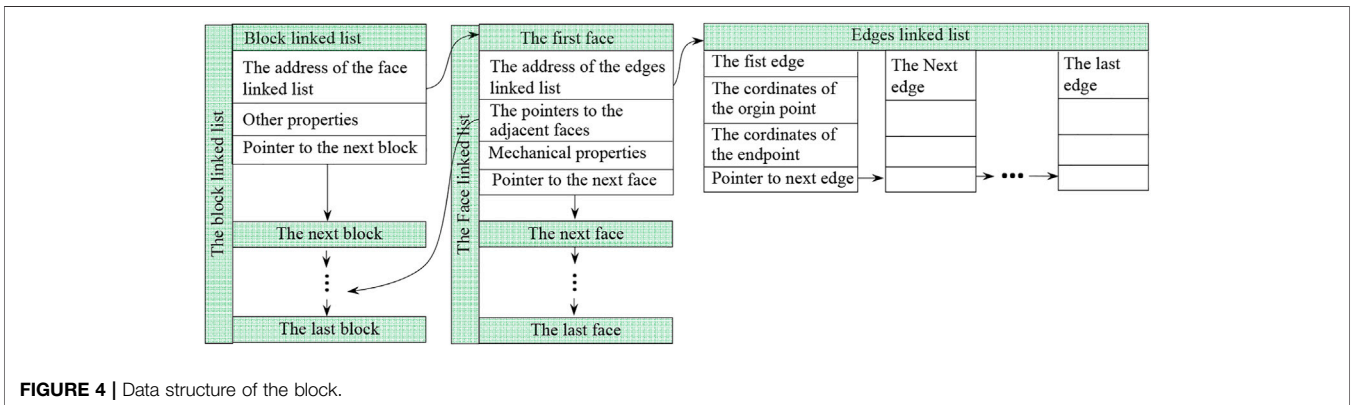 The block linked list
Block linked list
The address of the face
linked list
Other properties
Pointer to the next block
The next block
The last block
The Face linked list
The first face
The address of the edges
linked list
The pointers to the
adjacent faces
Mechanical properties
Pointer to the next face
The next face
The last face
Edges linked list
The fist edge
The cordinates of
the orgin point
The cordinates of
the endpoint
Pointer to next edge
The Next
edge
The last
edge
FIGURE 4 | Data structure of the block.